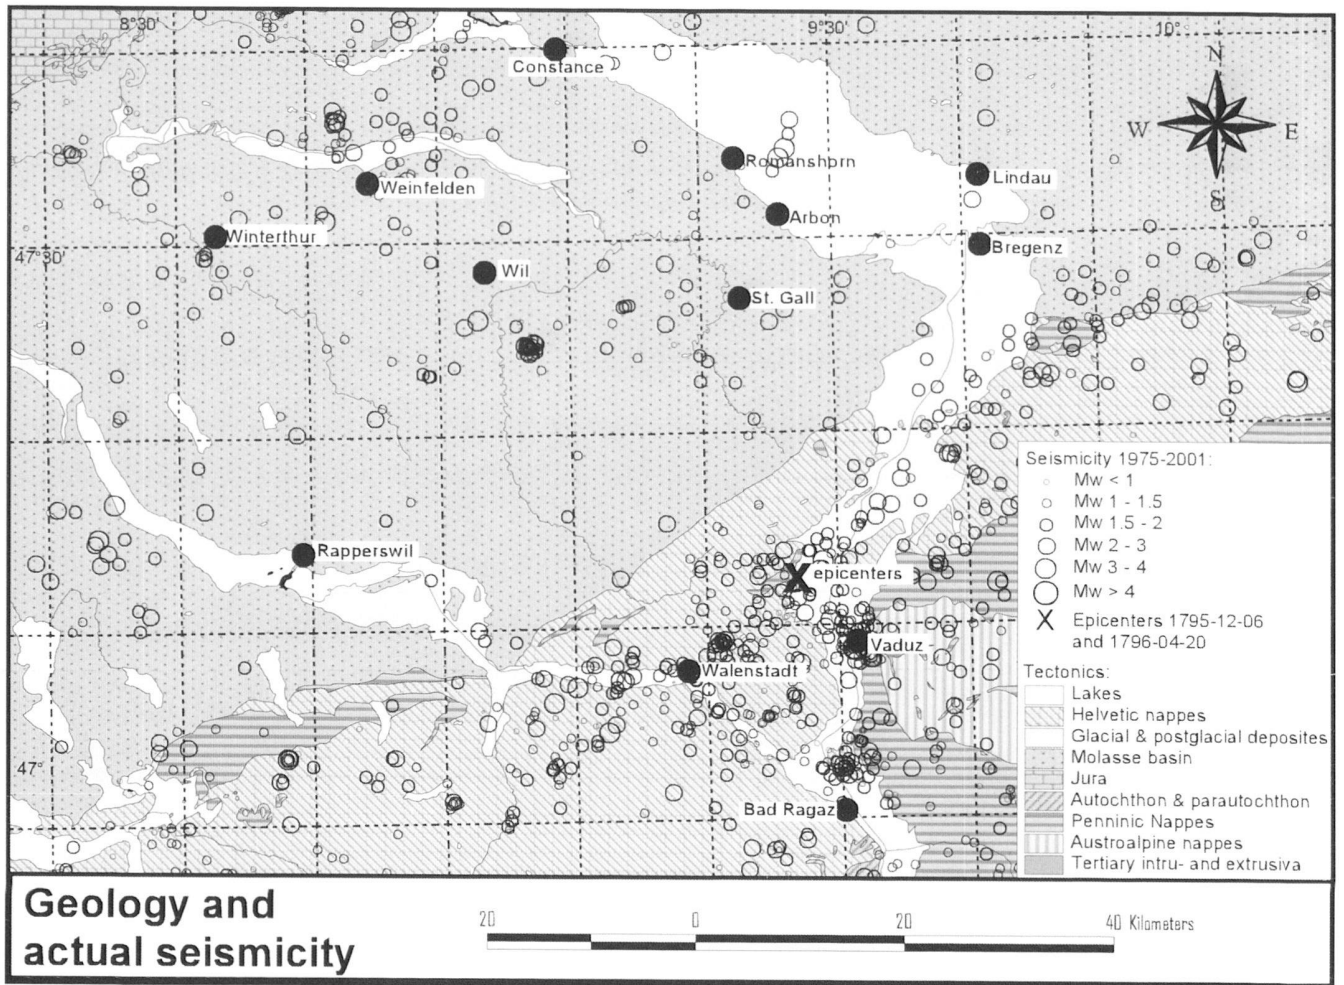 8°30'
9°
9°30'
10°
N
W
E
S
Constance
Romanshorn
Lindau
Weinfelden
Arbon
Winterthur
Bregenz
47°30'
Wil
St. Gall
Seismicity 1975-2001:
Mw < 1
Mw 1 - 1.5
Mw 1.5 - 2
Mw 2 - 3
Mw 3 - 4
Mw > 4
X Epicenters 1795-12-06
and 1796-04-20
Rapperswil
X epicenters
Vaduz
Walenstadt
Tectonics:
Lakes
Helvetic nappes
Glacial & postglacial deposites
Molasse basin
Jura
Autochthon & parautochthon
Penninic Nappes
Austroalpine nappes
Tertiary intru- and extrusiva
47°
Bad Ragaz
Geology and
actual seismicity
20 0 20 40 Kilometers